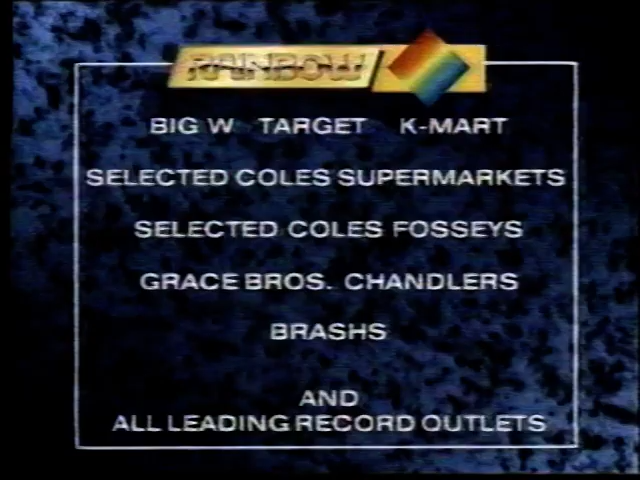 RAINBOW
BIG W TARGET K-MART
SELECTED COLES SUPERMARKETS
SELECTED COLES FOSSEYS
GRACE BROS. CHANDLERS
BRASHS
AND
ALL LEADING RECORD OUTLETS